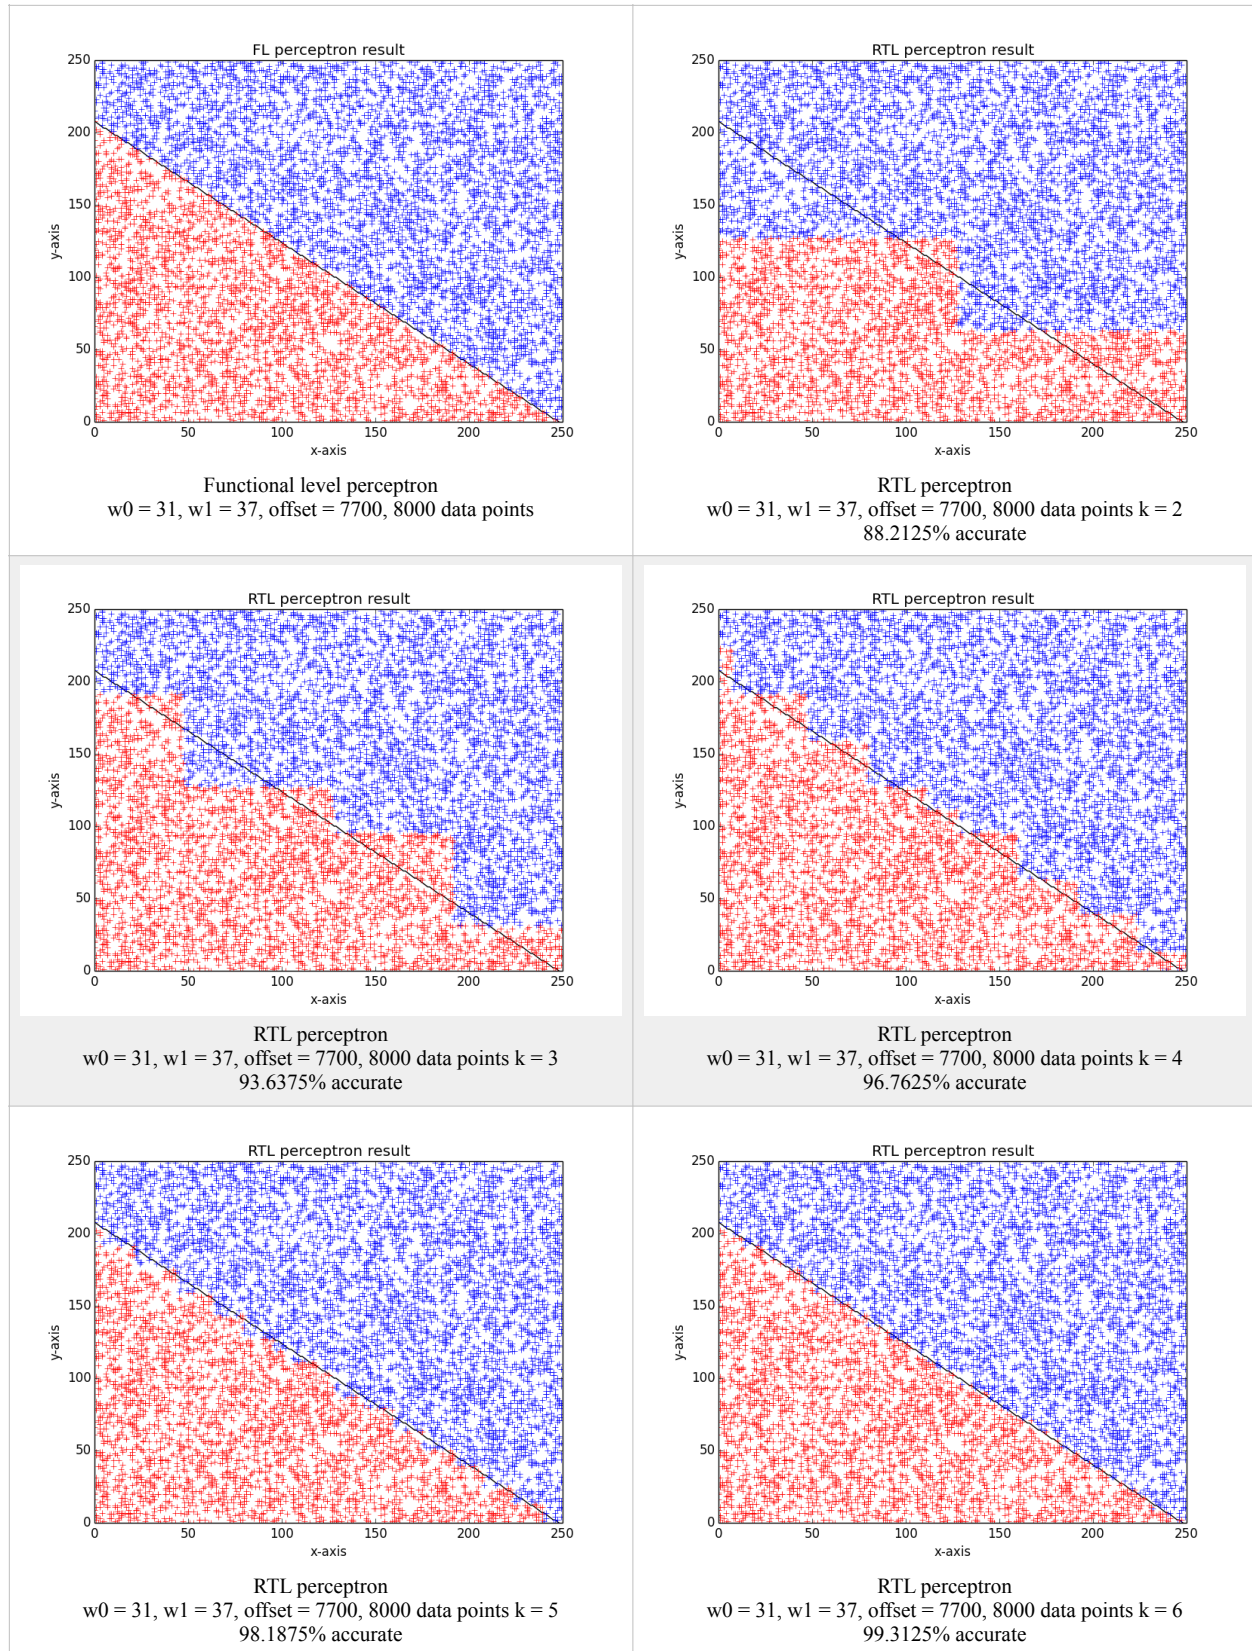 FL perceptron result
250
200
150
100
50
0
y-axis
0 50 100 150 200 250
x-axis
Functional level perceptron
w0 = 31, w1 = 37, offset = 7700, 8000 data points
RTL perceptron result
250
200
150
100
50
0
y-axis
0 50 100 150 200 250
x-axis
RTL perceptron
w0 = 31, w1 = 37, offset = 7700, 8000 data points k = 2
88.2125% accurate
RTL perceptron result
250
200
150
100
50
0
y-axis
0 50 100 150 200 250
x-axis
RTL perceptron
w0 = 31, w1 = 37, offset = 7700, 8000 data points k = 3
93.6375% accurate
RTL perceptron result
250
200
150
100
50
0
y-axis
0 50 100 150 200 250
x-axis
RTL perceptron
w0 = 31, w1 = 37, offset = 7700, 8000 data points k = 4
96.7625% accurate
RTL perceptron result
250
200
150
100
50
0
y-axis
0 50 100 150 200 250
x-axis
RTL perceptron
w0 = 31, w1 = 37, offset = 7700, 8000 data points k = 5
98.1875% accurate
RTL perceptron result
250
200
150
100
50
0
y-axis
0 50 100 150 200 250
x-axis
RTL perceptron
w0 = 31, w1 = 37, offset = 7700, 8000 data points k = 6
99.3125% accurate